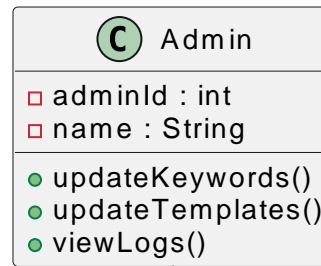 C Admin
adminId : int
name : String
updateKeywords()
updateTemplates()
viewLogs()